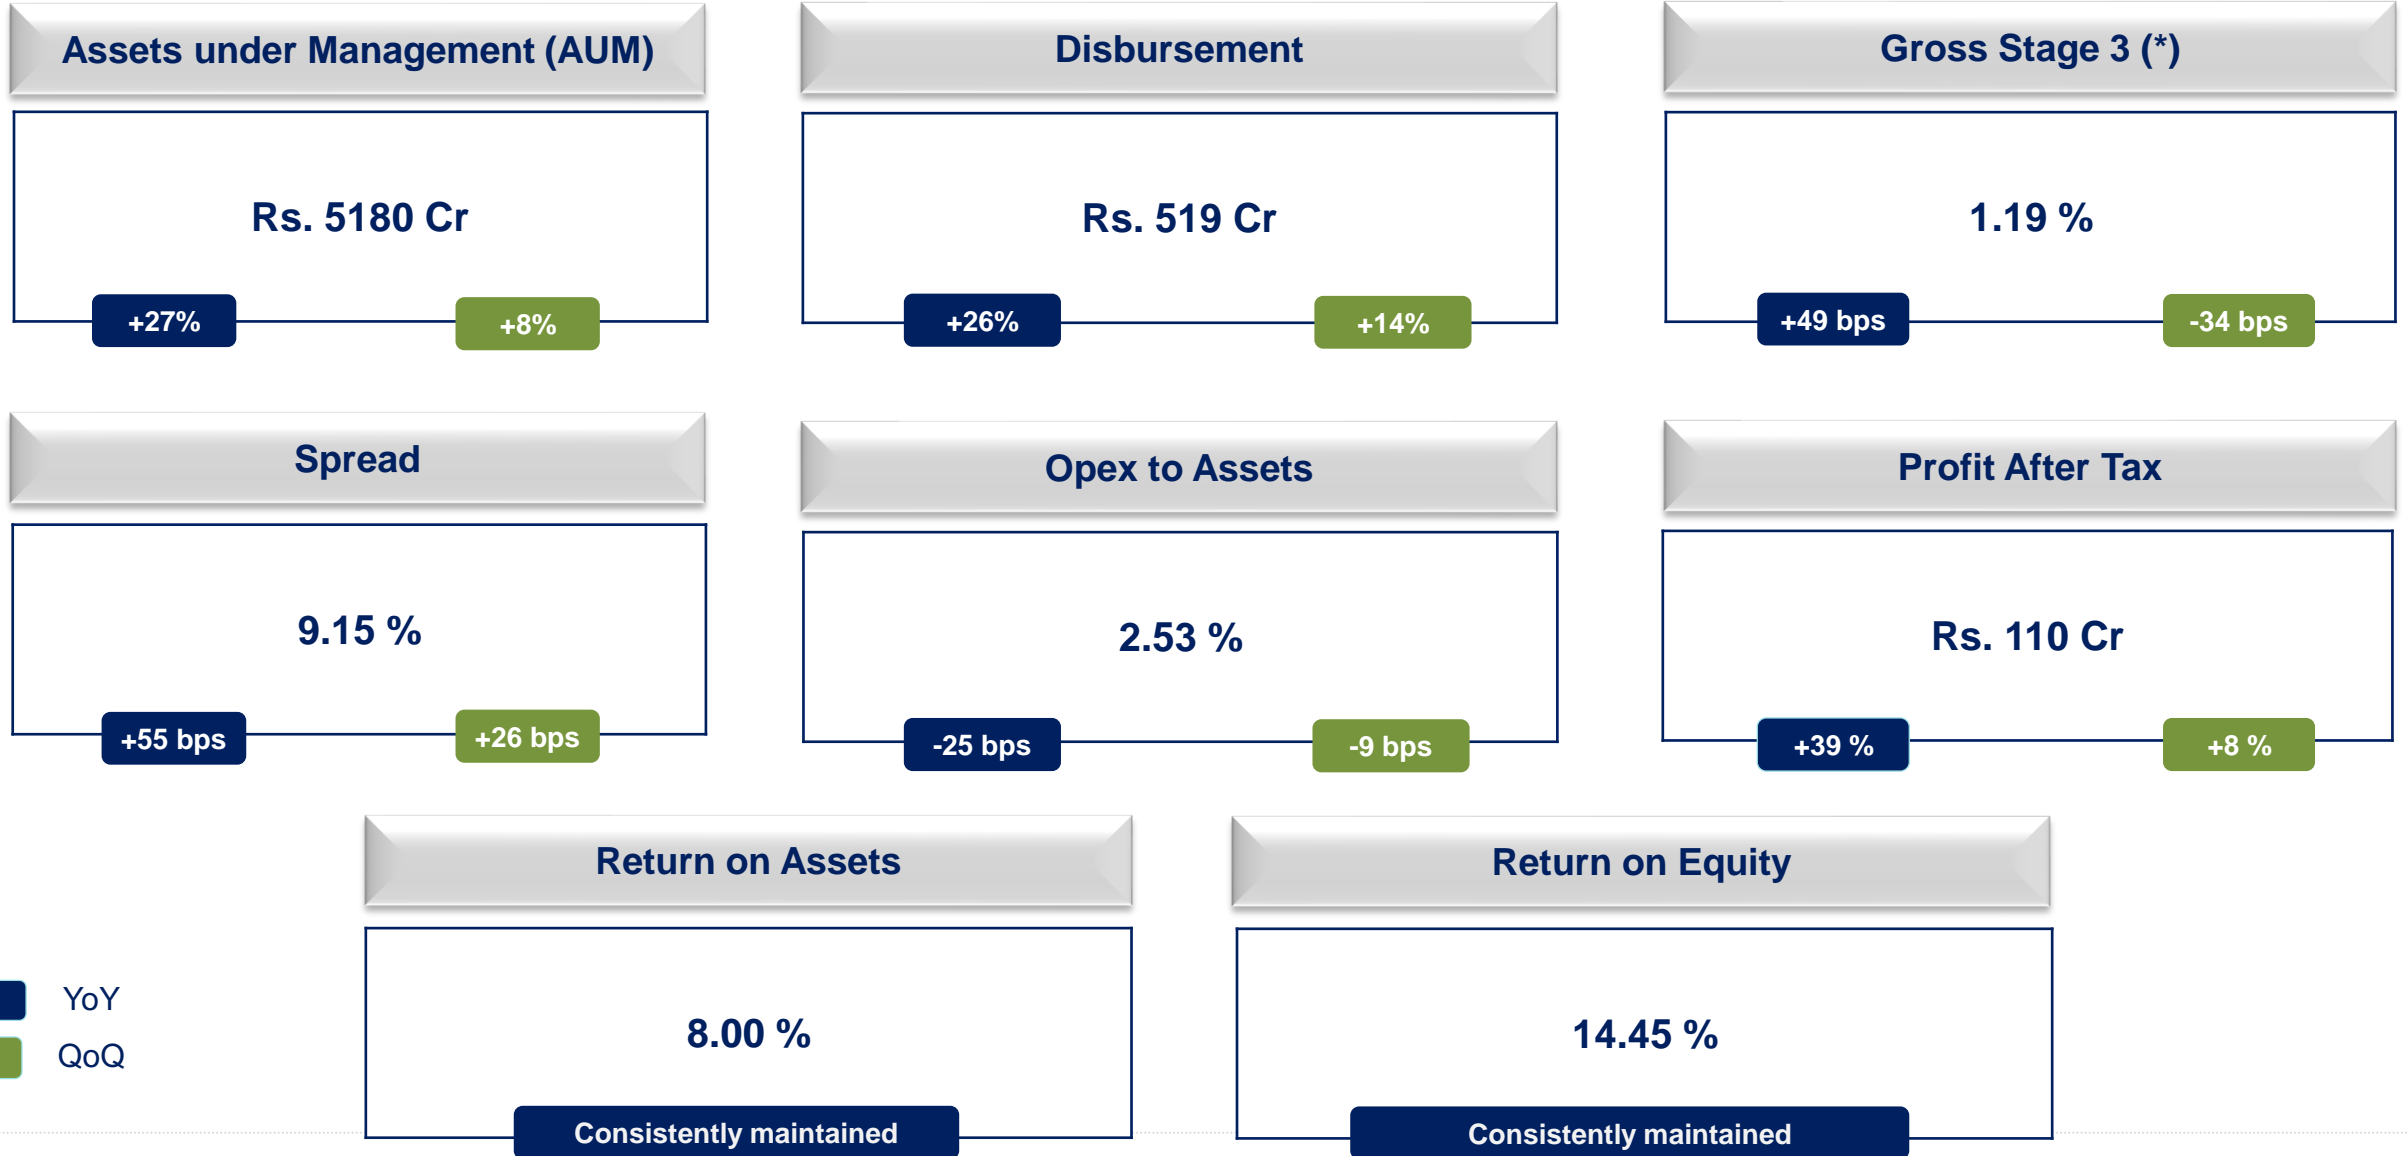 Assets under Management (AUM)
Rs. 5180 Cr
+27%
+8%
Disbursement
Rs. 519 Cr
+26%
+14%
Gross Stage 3 (*)
1.19 %
+49 bps
-34 bps
Spread
9.15 %
+55 bps
+26 bps
Opex to Assets
2.53 %
-25 bps
-9 bps
Profit After Tax
Rs. 110 Cr
+39 %
+8 %
Return on Assets
8.00 %
Consistently maintained
Return on Equity
14.45 %
Consistently maintained
YoY
QoQ